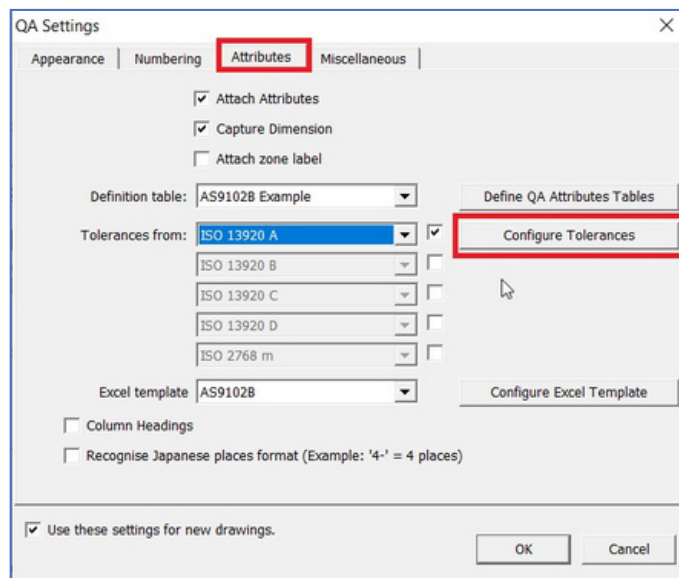 QA Settings
Appearance Numbering Attributes Miscellaneous
Attach Attributes
Capture Dimension
Attach zone label
Definition table: AS9102B Example Define QA Attributes Tables
Tolerances from: ISO 13920 A Configure Tolerances
ISO 13920 B
ISO 13920 C
ISO 13920 D
ISO 2768 m
Excel template AS9102B Configure Excel Template
Column Headings
Recognise Japanese places format (Example: '4-' = 4 places)
Use these settings for new drawings.
OK Cancel